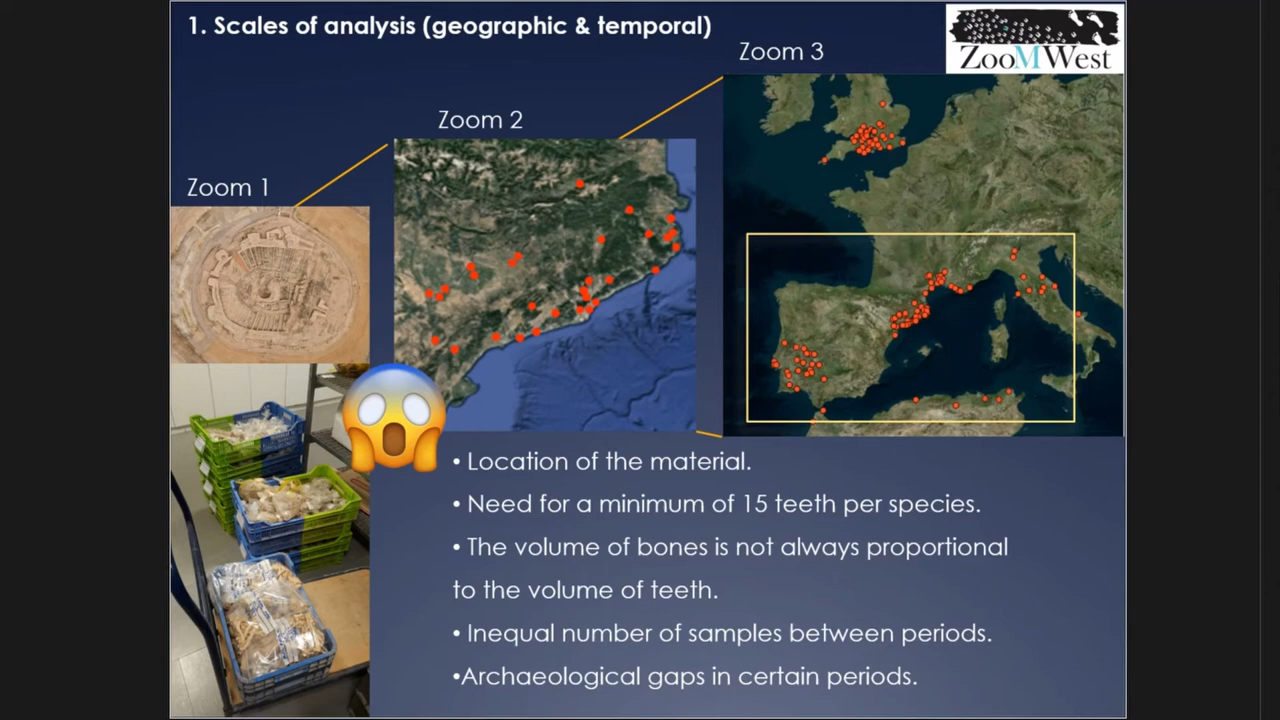 1. Scales of analysis (geographic & temporal)
ZooMWest
Zoom 3
Zoom 2
Zoom 1
• Location of the material.
• Need for a minimum of 15 teeth per species.
• The volume of bones is not always proportional
to the volume of teeth.
• Inequal number of samples between periods.
•Archaeological gaps in certain periods.